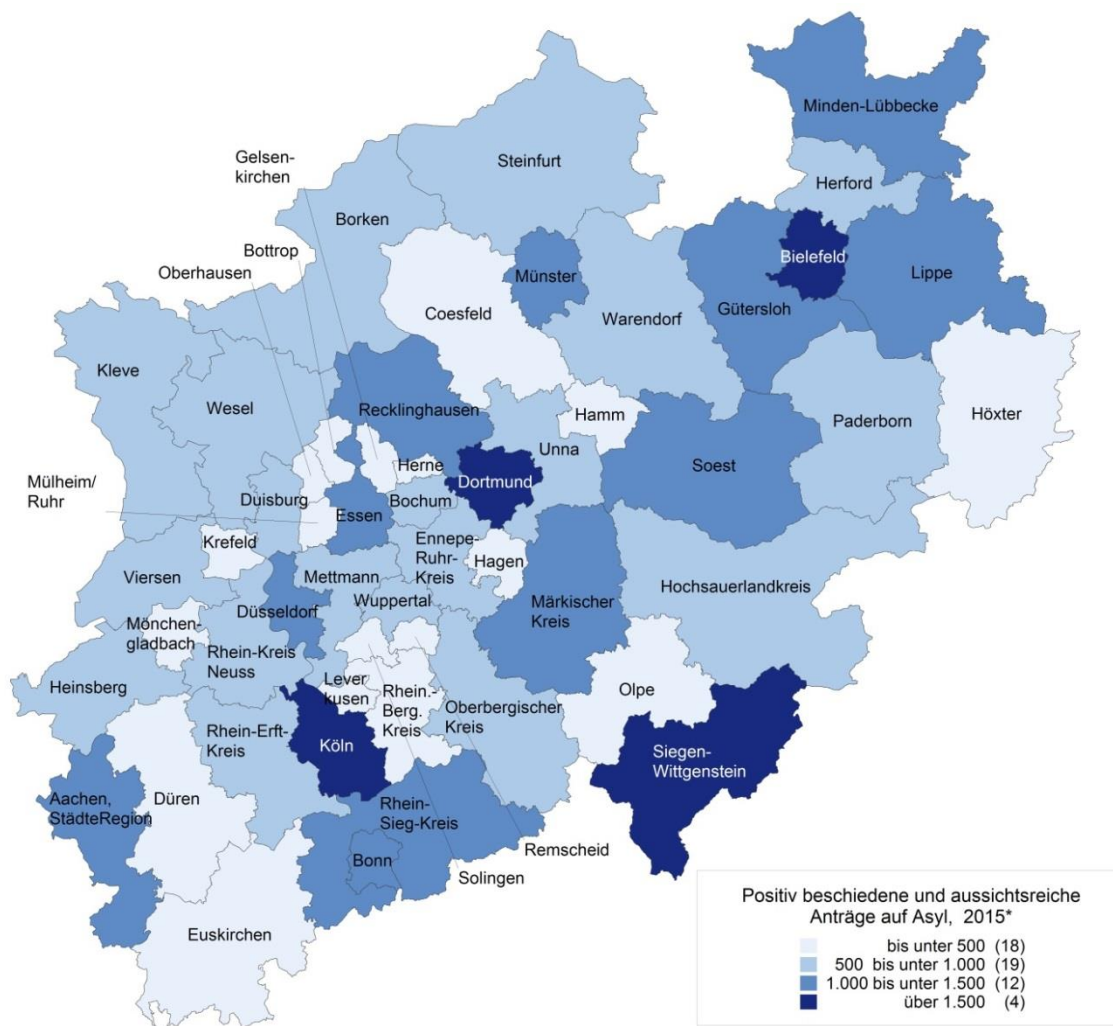 Minden-Lübbecke
Gelsen-
kirchen
Steinfurt
Herford
Borken
Bottrop
Bielefeld
Oberhausen
Münster
Lippe
Coesfeld
Warendorf
Gütersloh
Kleve
Wesel
Recklinghausen
Hamm
Paderborn
Höxter
Unna
Herne
Soest
Mülheim/
Ruhr
Duisburg
Dortmund
Bochum
Essen
Krefeld
Ennepe-
Ruhr-
Kreis
Hagen
Viersen
Mettmann
Hochsauerlandkreis
Wuppertal
Märkischer
Kreis
Düsseldorf
Mönchen-
gladbach
Rhein-Kreis
Neuss
Heinsberg
Lever
kusen
Rhein.-
Berg.
Kreis
Olpe
Oberbergischer
Kreis
Rhein-Erft-
Kreis
Köln
Siegen-
Wittgenstein
Aachen,
StädteRegion
Düren
Rhein-
Sieg-Kreis
Remscheid
Bonn
Solingen
Euskirchen
Positiv beschiedene und aussichtsreiche
Anträge auf Asyl, 2015*
bis unter 500 (18)
500 bis unter 1.000 (19)
1.000 bis unter 1.500 (12)
über 1.500 (4)